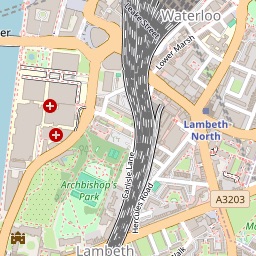 Waterloo
Lower Marsh
Lambeth
North
Carlisle Lane
Hercules Road
Archbishop's
Park
A3203
Lambeth